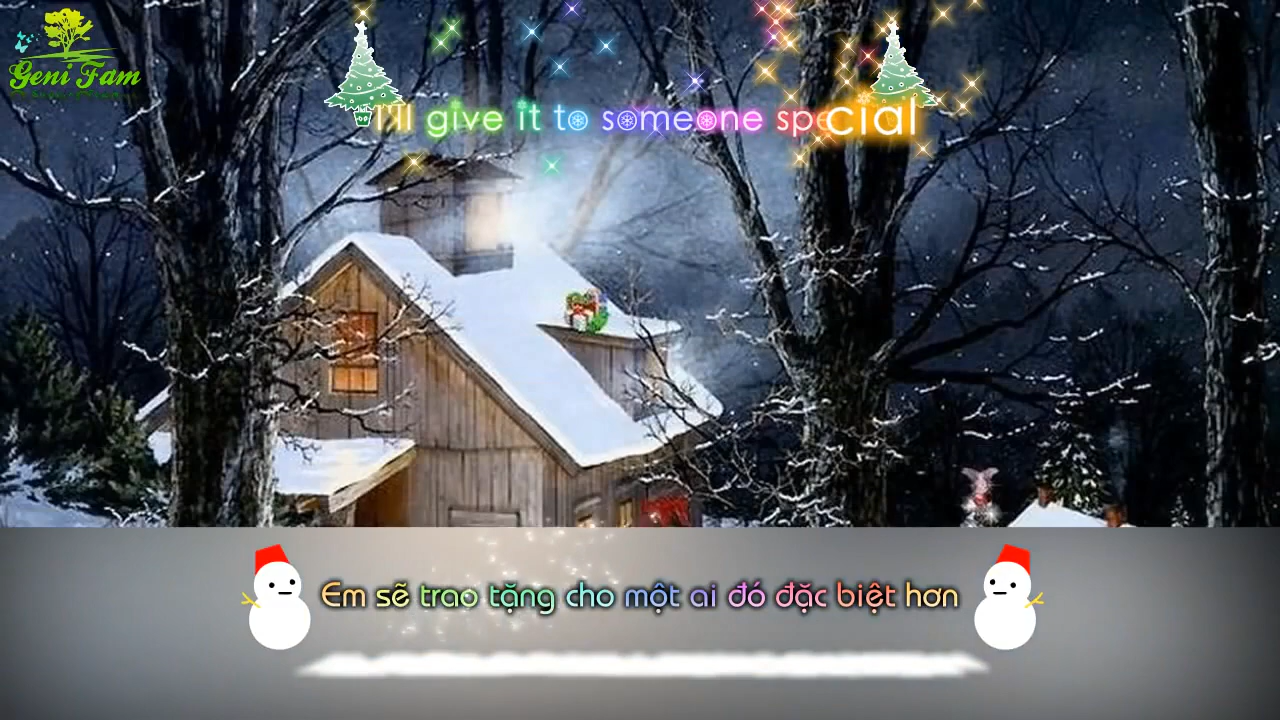 Geni Fam
I'll give it to someone special
Em sẽ trao tặng cho một ai đó đặc biệt hơn